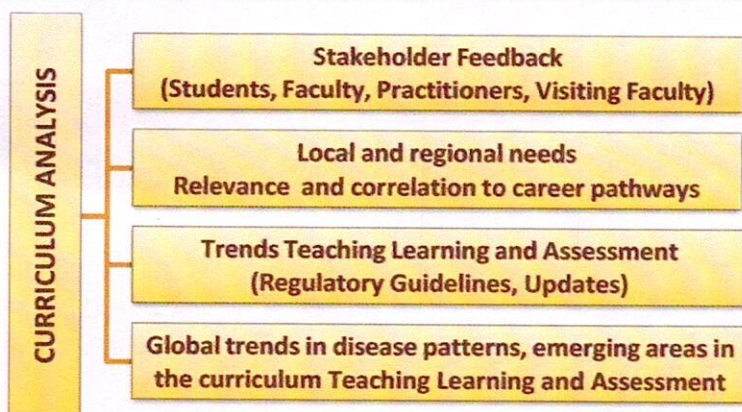 CURRICULUM ANALYSIS
Stakeholder Feedback
(Students, Faculty, Practitioners, Visiting Faculty)
Local and regional needs
Relevance and correlation to career pathways
Trends Teaching Learning and Assessment
(Regulatory Guidelines, Updates)
Global trends in disease patterns, emerging areas in
the curriculum Teaching Learning and Assessment